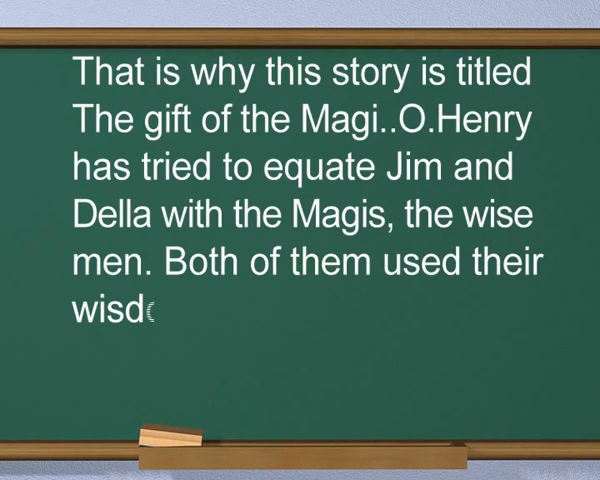 That is why this story is titled
The gift of the Magi..O.Henry
has tried to equate Jim and
Della with the Magis, the wise
men. Both of them used their
wisd